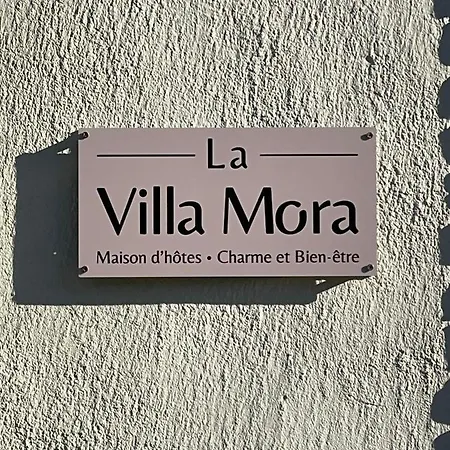 La
Villa Mora
Maison d'hôtes • Charme et Bien-être